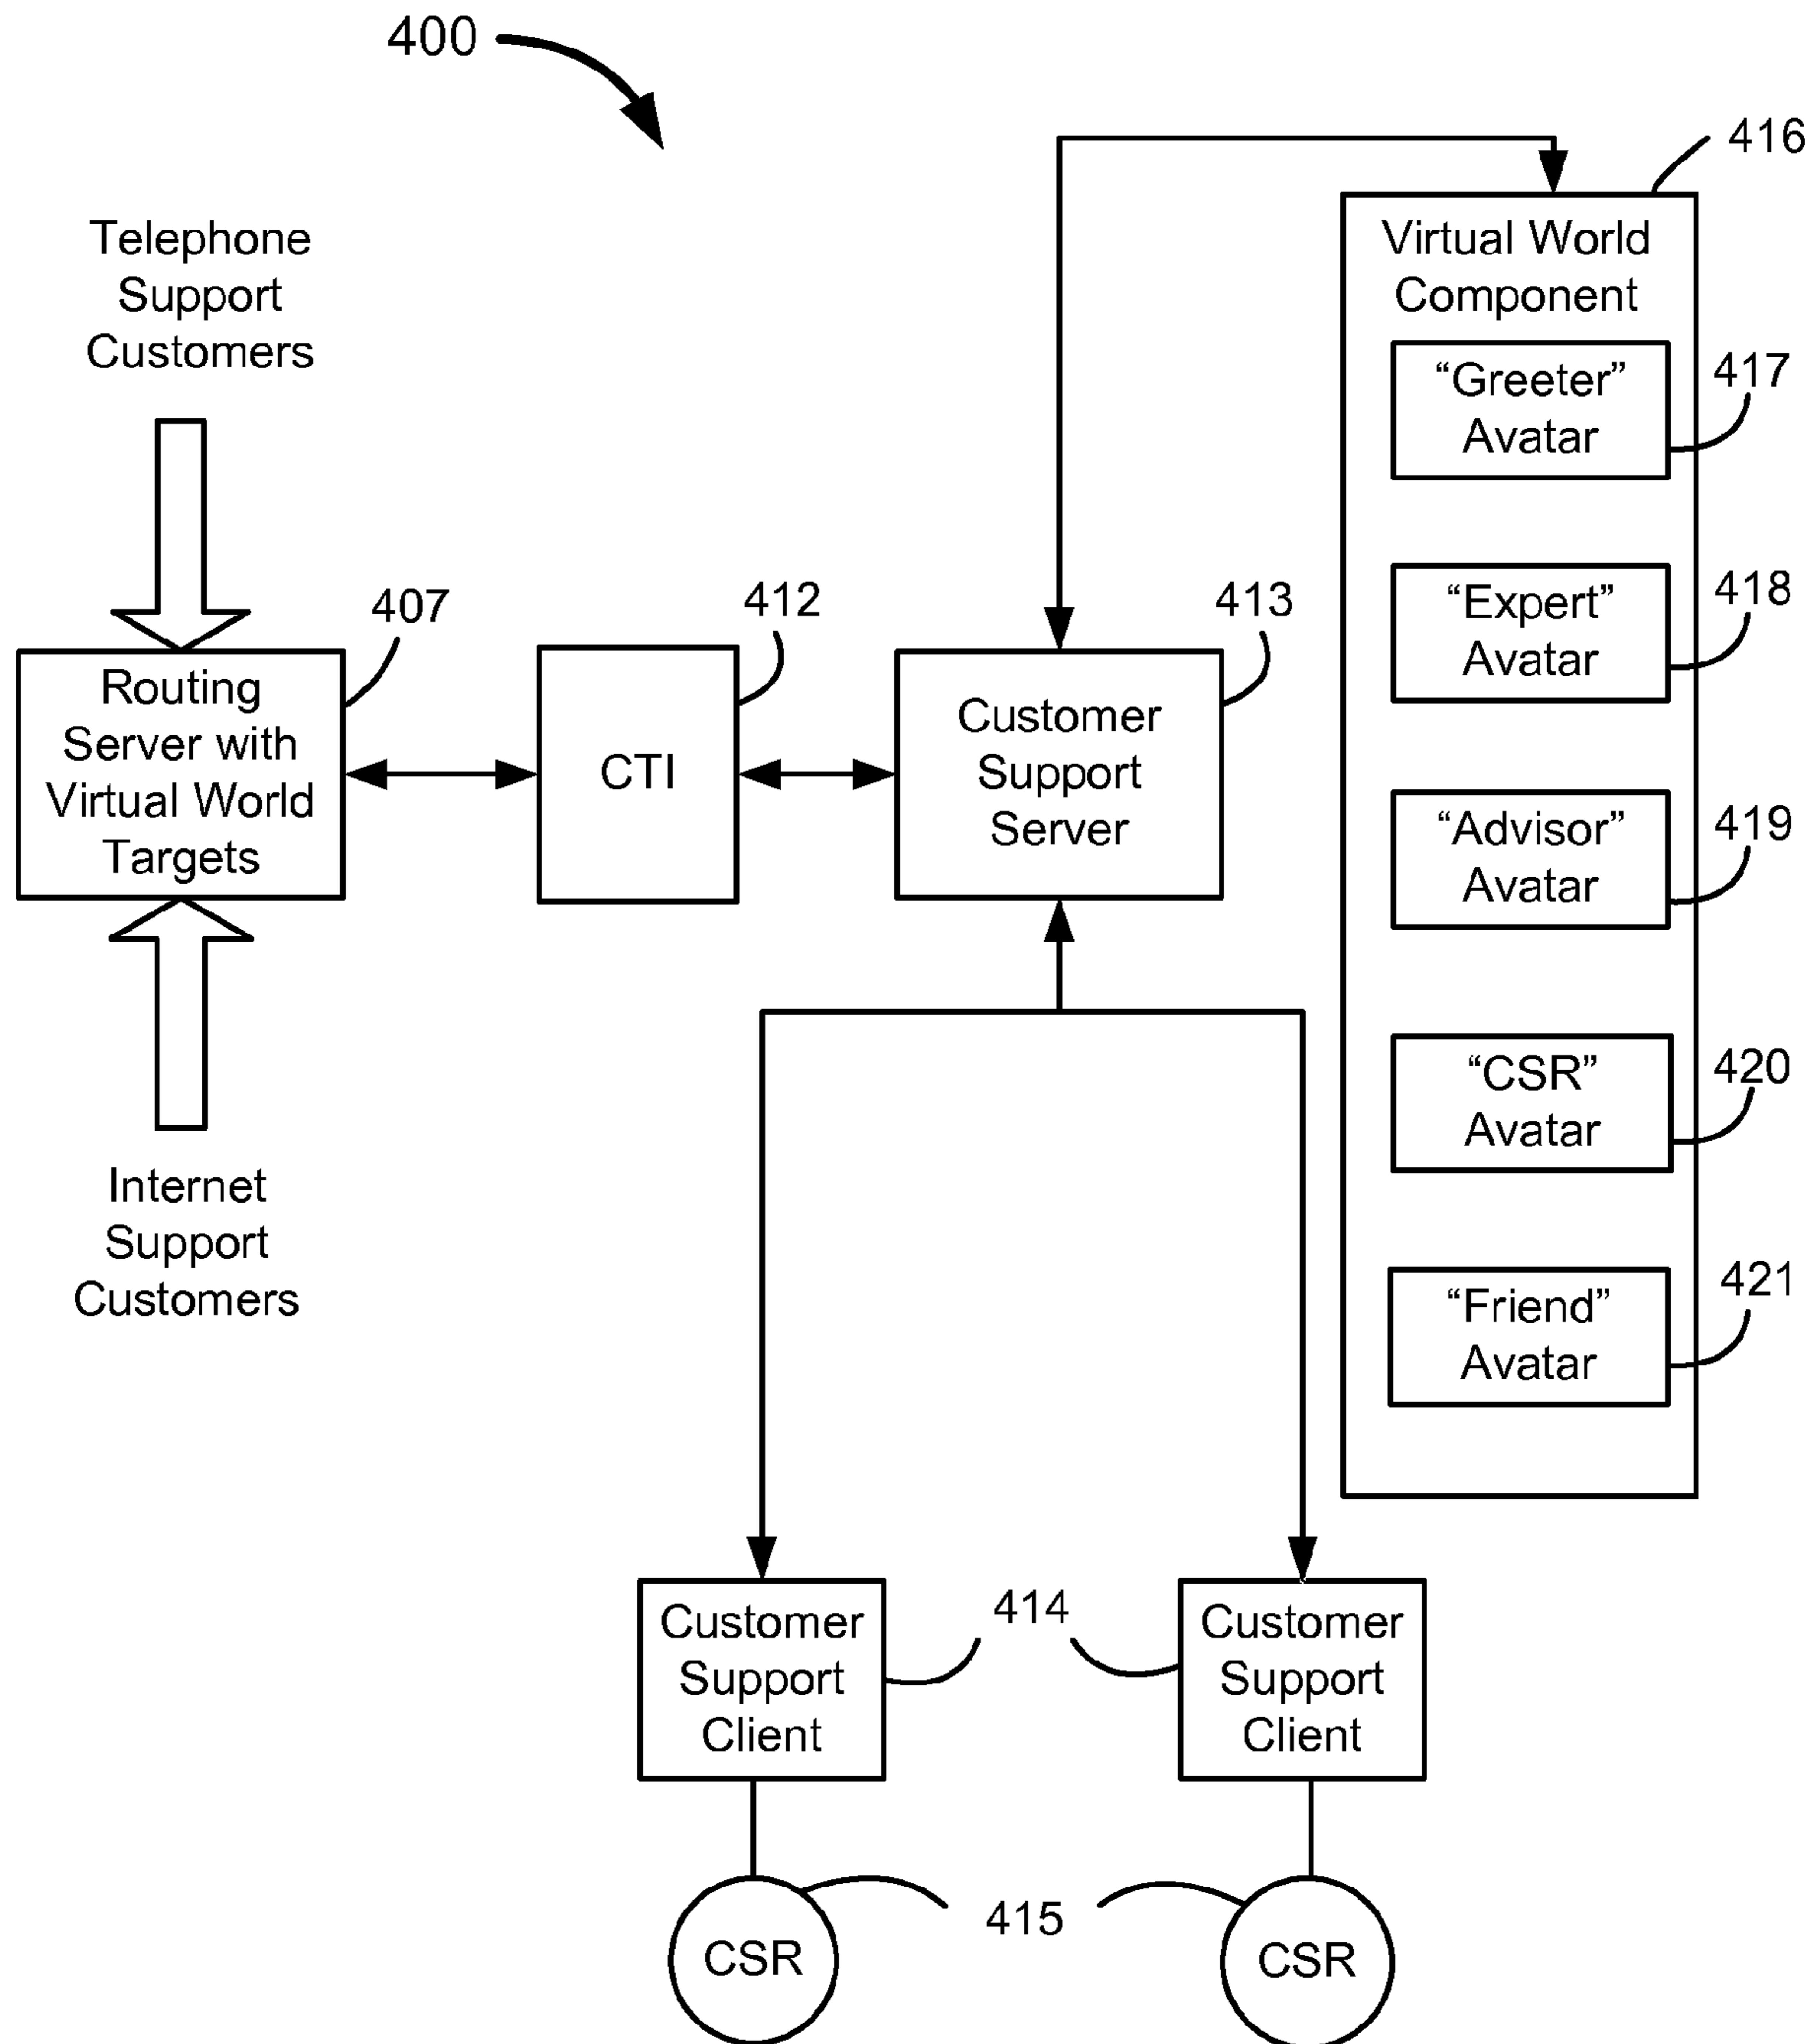 400
416
Telephone
Support
Customers
Virtual World
Component
“Greeter”
Avatar
417
“Expert”
Avatar
418
407
412
413
Routing
Server with
Virtual World
Targets
CTI
Customer
Support
Server
“Advisor”
Avatar
419
“CSR”
Avatar
420
Internet
Support
Customers
“Friend”
Avatar
421
Customer
Support
Client
414
Customer
Support
Client
CSR
415
CSR